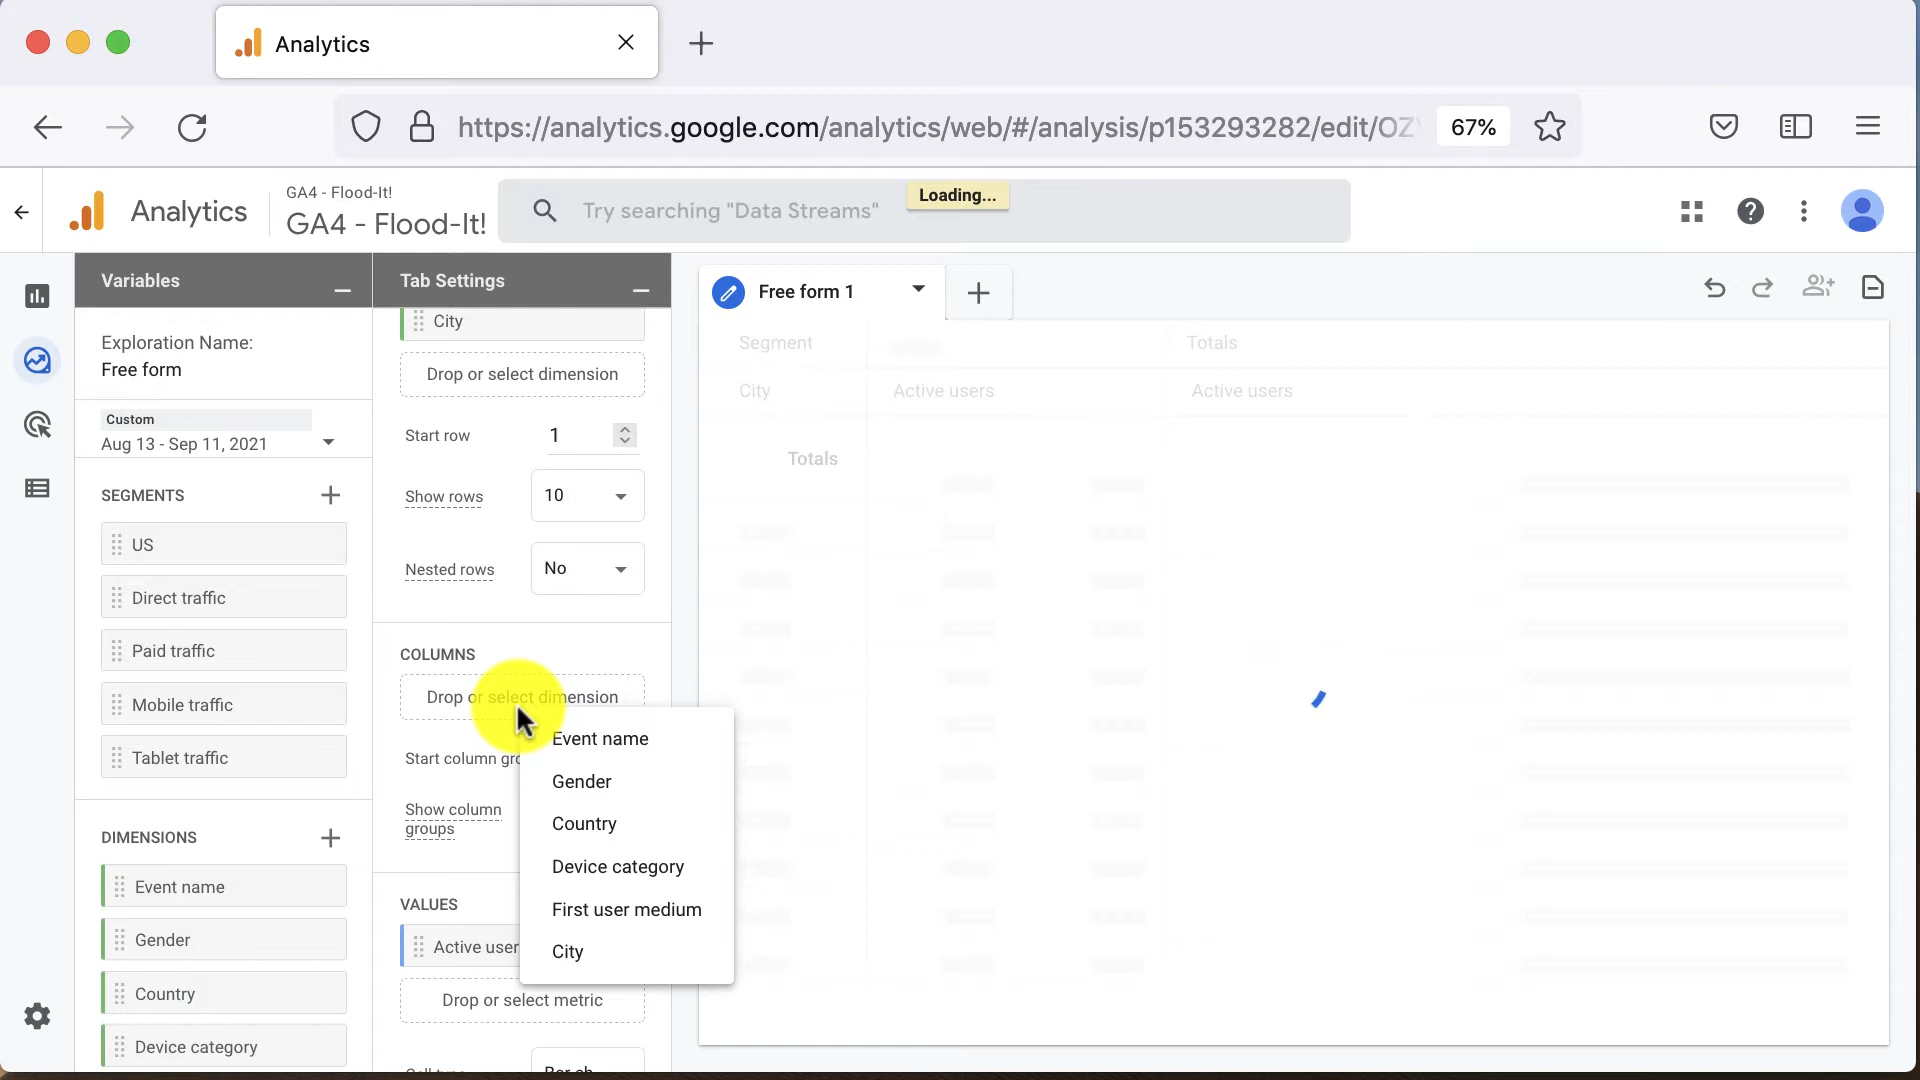 Analytics
https://analytics.google.com/analytics/web/#/analysis/p153293282/edit/OZ
67%
Analytics
GA4 - Flood-It!
GA4 - Flood-It!
Try searching "Data Streams"
Loading...
Variables
Exploration Name:
Free form
Custom
Aug 13 - Sep 11, 2021
SEGMENTS
US
Direct traffic
Paid traffic
Mobile traffic
Tablet traffic
DIMENSIONS
Event name
Gender
Country
Device category
Tab Settings
City
Drop or select dimension
Start row
1
Show rows
10
Nested rows
No
COLUMNS
Drop or select dimension
Start column gro
Show column
groups
VALUES
Active user
Drop or select metric
Event name
Gender
Country
Device category
First user medium
City
Free form 1
Segment
Totals
City
Active users
Active users
Totals